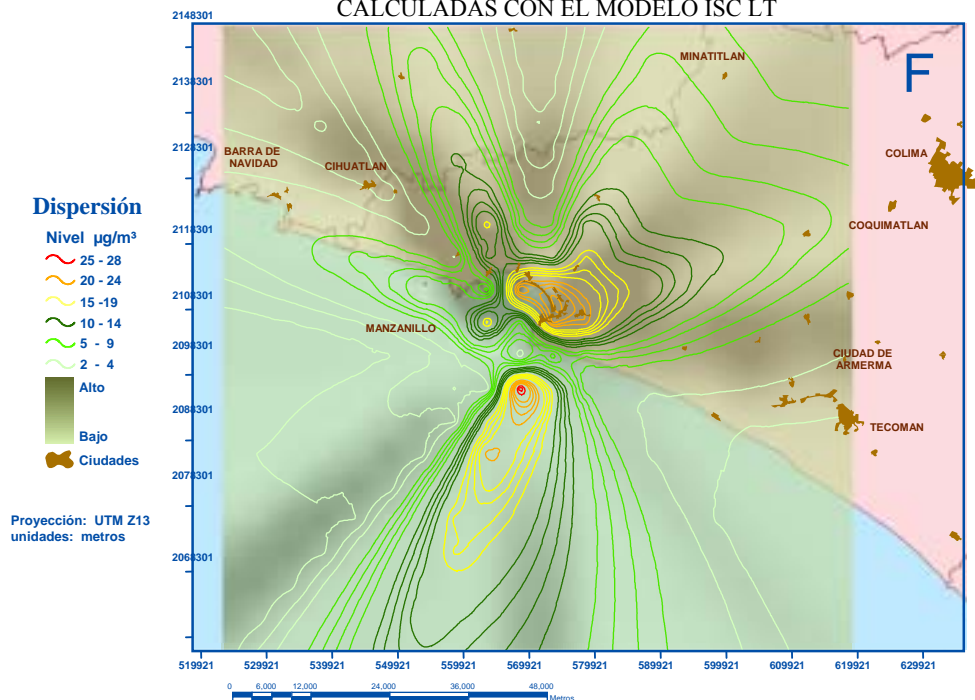 CALCULADAS CON EL MODELO ISC LT
2148301
2138301
2128301
2118301
2108301
2098301
2088301
2078301
2068301
F
MINATITLAN
COLIMA
BARRA DE
NAVIDAD
CIHUATLAN
COQUIMATLAN
MANZANILLO
CIUDAD DE
ARMERMA
TECOMAN
Dispersión
Nivel µg/m³
25 - 28
20 - 24
15 -19
10 - 14
5 - 9
2 - 4
Alto
Bajo
Ciudades
Proyección: UTM Z13
unidades: metros
519921 529921 539921 549921 559921 569921 579921 589921 599921 609921 619921 629921
0 6,000 12,000 24,000 36,000 48,000
Metros